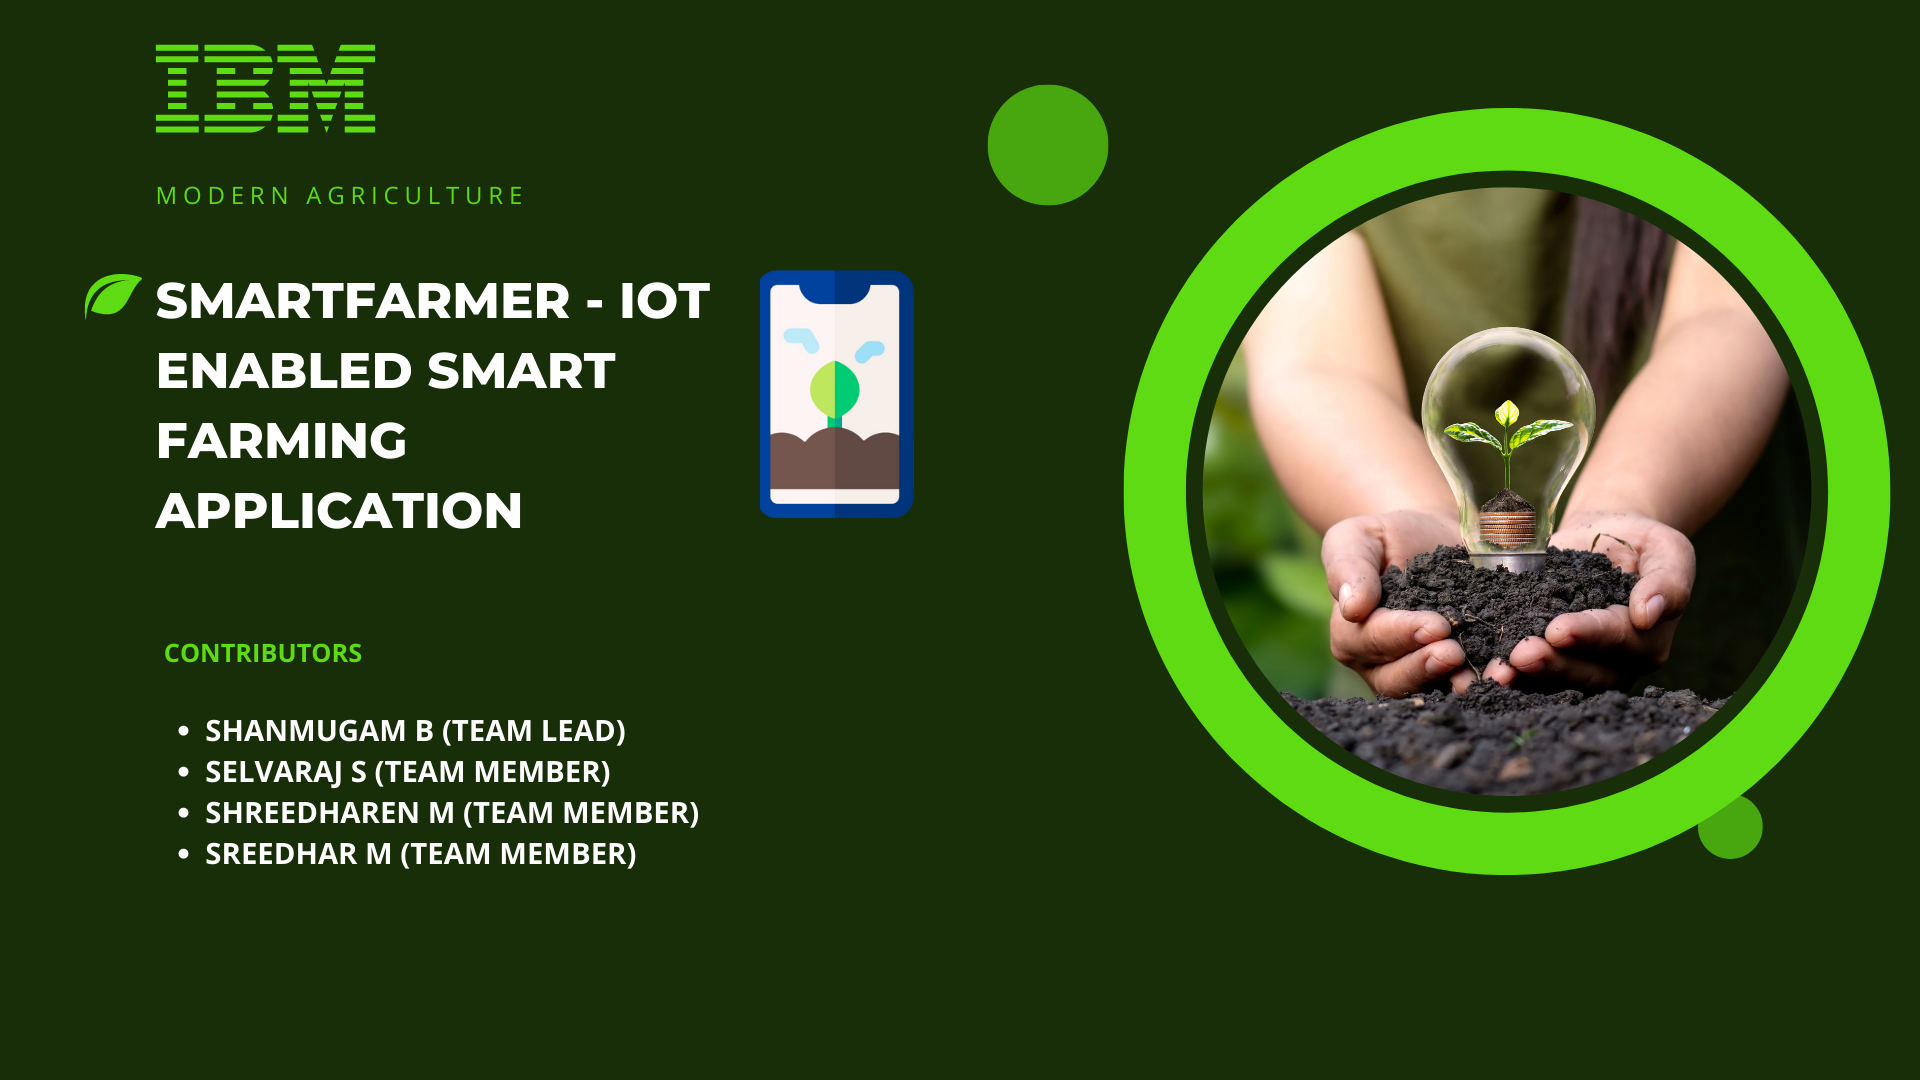 IBM
MODERN AGRICULTURE
SMARTFARMER - IOT
ENABLED SMART
FARMING
APPLICATION
CONTRIBUTORS
• SHANMUGAM B (TEAM LEAD)
• SELVARAJ S (TEAM MEMBER)
• SHREEDHAREN M (TEAM MEMBER)
• SREEDHAR M (TEAM MEMBER)